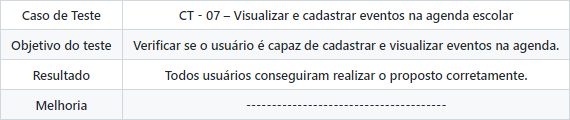 Caso de Teste CT - 07 – Visualizar e cadastrar eventos na agenda escolar
Objetivo do teste Verificar se o usuário é capaz de cadastrar e visualizar eventos na agenda.
Resultado Todos usuários conseguiram realizar o proposto corretamente.
Melhoria ---------------------------------------